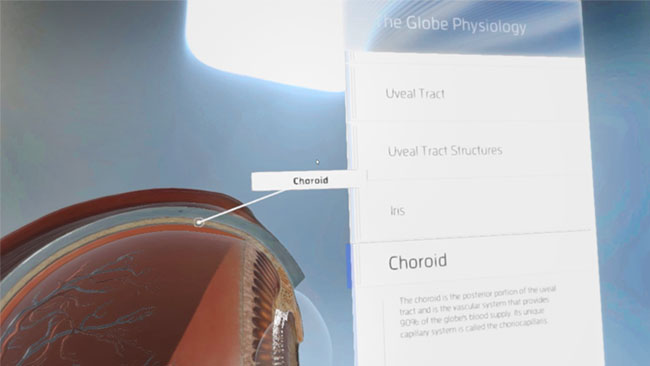 The Globe Physiology
Uveal Tract
Uveal Tract Structures
Choroid
Iris
Choroid
The choroid is the posterior portion of the uveal
tract and is the vascular system that provides
90% of the globe's blood supply. Its unique
capillary system is called the choriocapillaris.